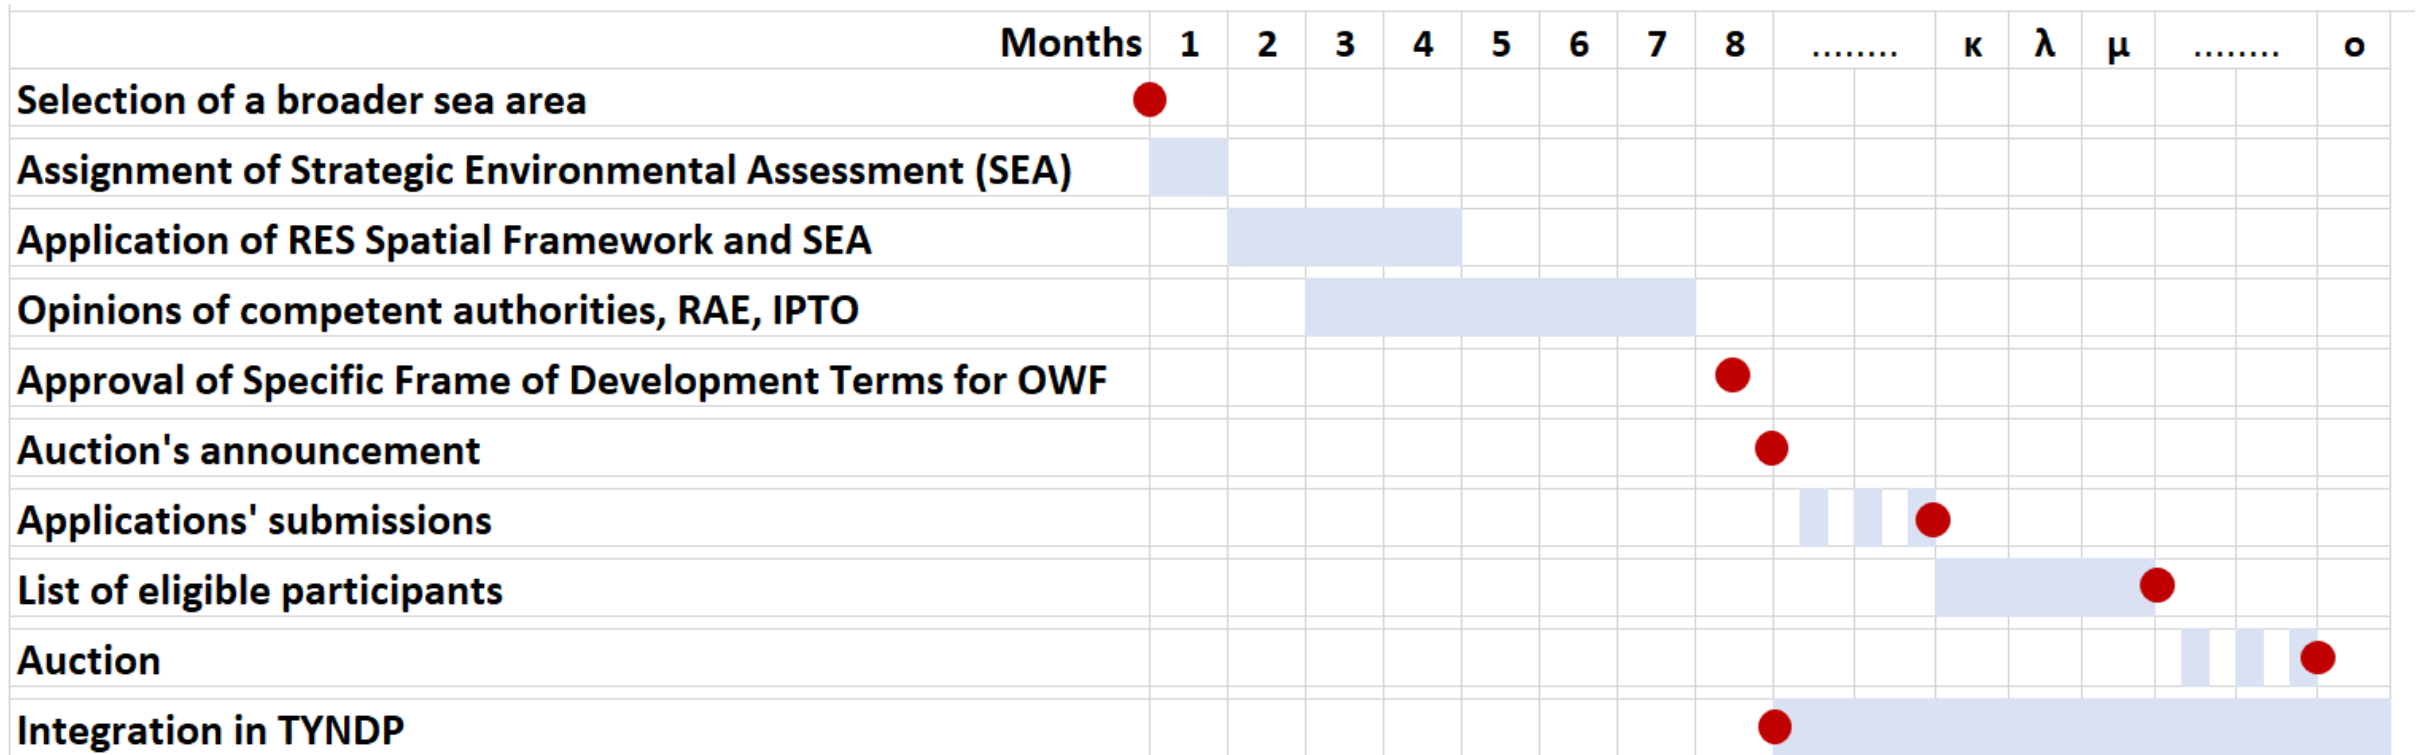 Months 1 2 3 4 5 6 7 8 ........ κ λ μ ........ ο
Selection of a broader sea area
Assignment of Strategic Environmental Assessment (SEA)
Application of RES Spatial Framework and SEA
Opinions of competent authorities, RAE, IPTO
Approval of Specific Frame of Development Terms for OWF
Auction's announcement
Applications' submissions
List of eligible participants
Auction
Integration in TYNDP